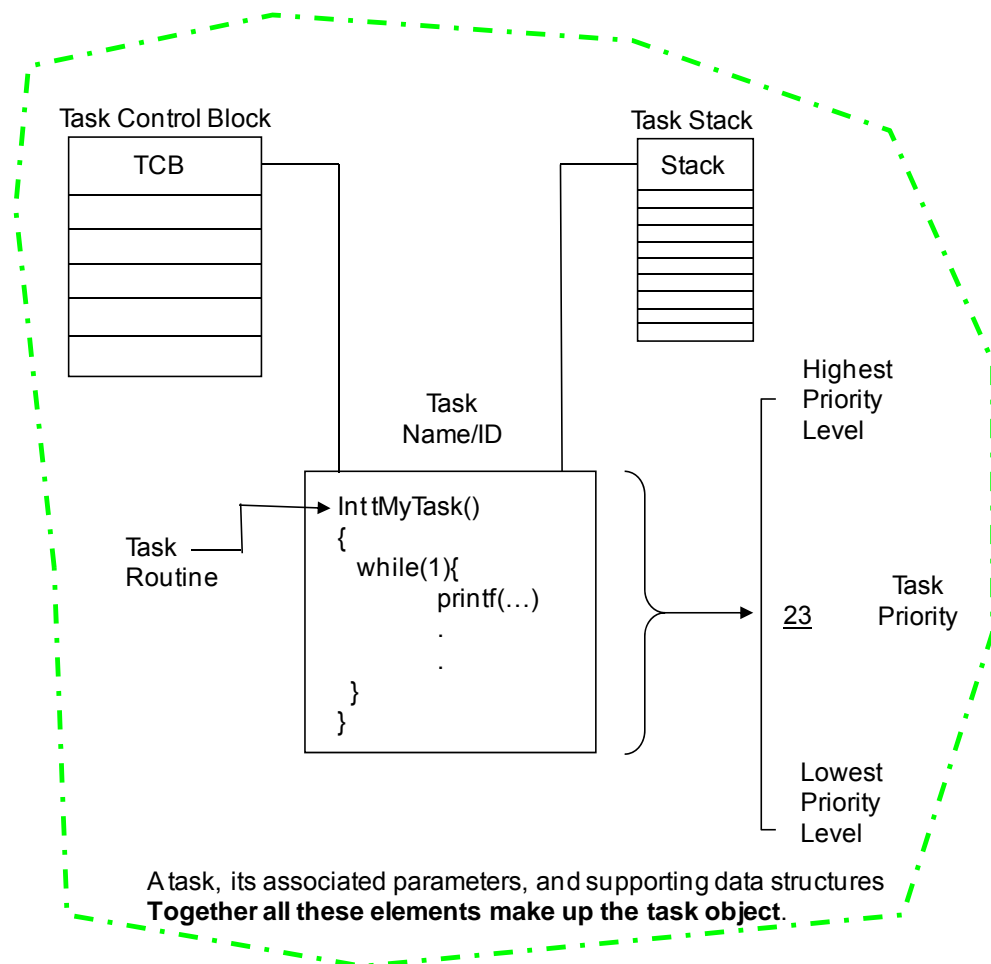 Task Control Block
TCB
Task Stack
Stack
Task
Name/ID
Highest
Priority
Level
Task
Routine
Int tMyTask()
{
while(1){
printf(…)
.
.
}
}
23
Task
Priority
Lowest
Priority
Level
A task, its associated parameters, and supporting data structures
Together all these elements make up the task object.